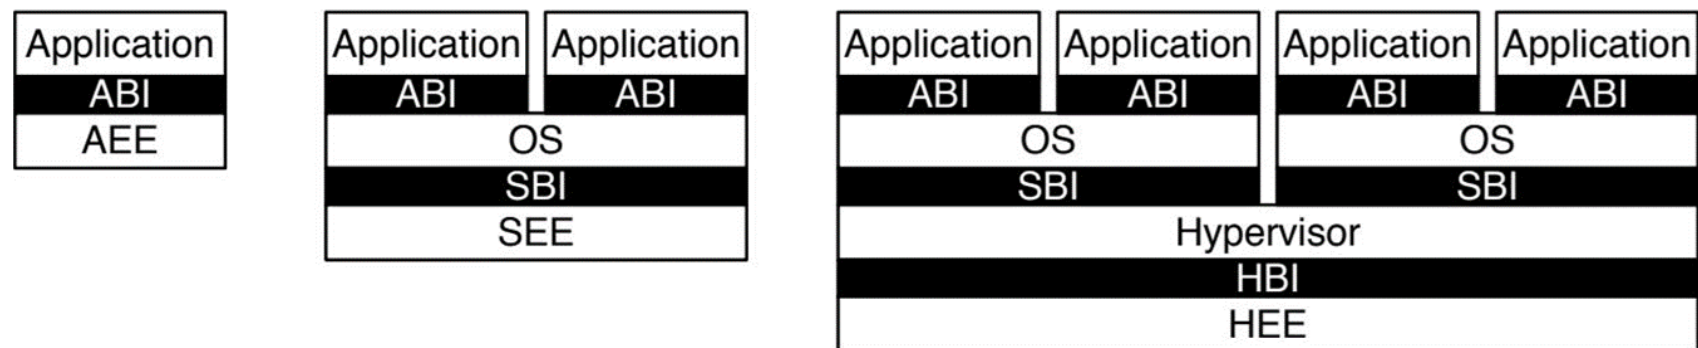 Application
ABI
AEE
Application Application
ABI ABI
OS
SBI
SEE
Application Application Application Application
ABI ABI ABI ABI
OS OS
SBI SBI
Hypervisor
HBI
HEE